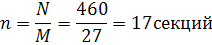 n = N/M = 460/27 = 17секций